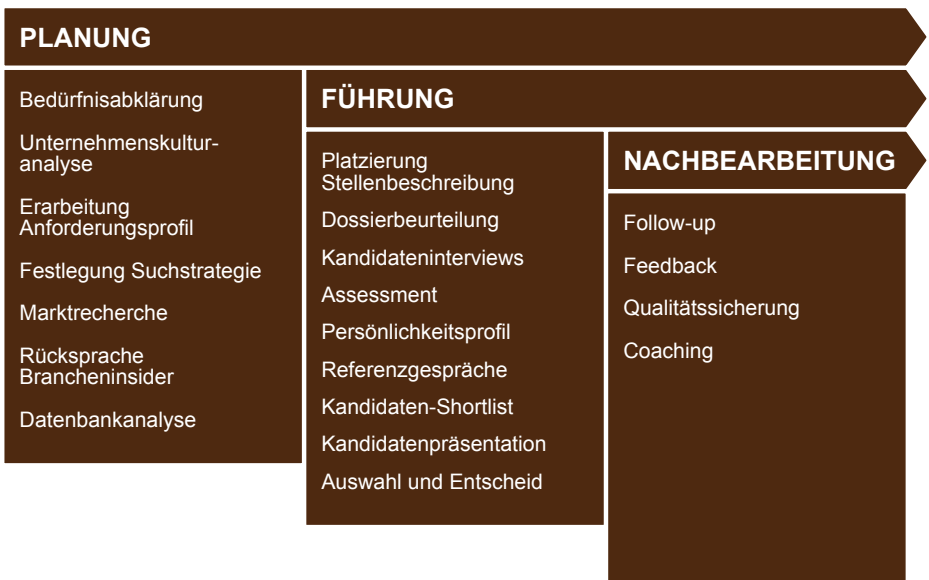 PLANUNG
Bedürfnisabklärung
Unternehmenskultur-
analyse
Erarbeitung
Anforderungsprofil
Festlegung Suchstrategie
Marktrecherche
Rücksprache
Brancheninsider
Datenbankanalyse
FÜHRUNG
Platzierung
Stellenbeschreibung
Dossierbeurteilung
Kandidateninterviews
Assessment
Persönlichkeitsprofil
Referenzgespräche
Kandidaten-Shortlist
Kandidatenpräsentation
Auswahl und Entscheid
NACHBEARBEITUNG
Follow-up
Feedback
Qualitätssicherung
Coaching